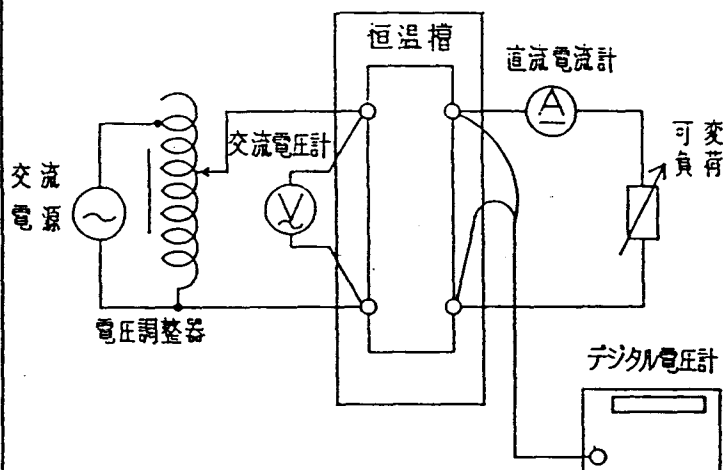 恒温槽
直流電流計
A
交流電圧計
可変
負荷
交流
電源
V
電圧調整器
デジタル電圧計